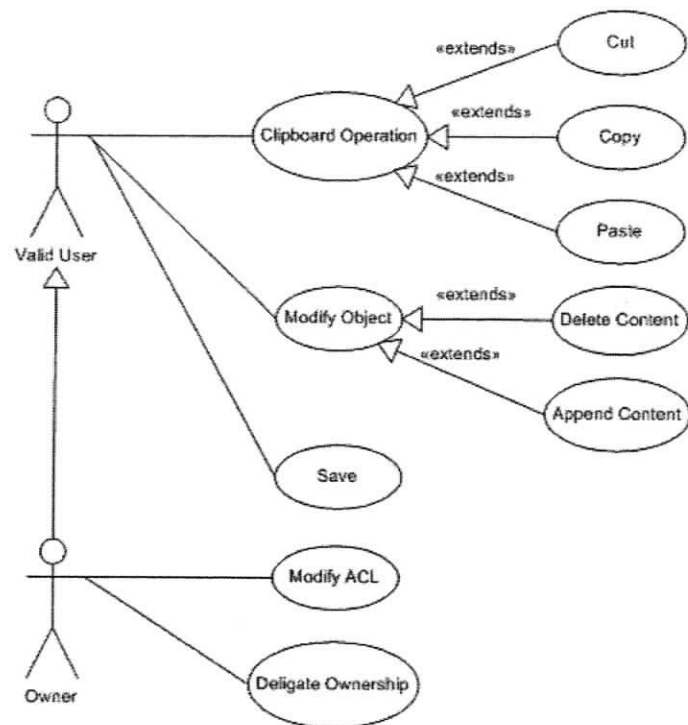 Cut
«extends»
Clipboard Operation
«extends»
Copy
«extends»
Paste
Valid User
Modify Object
«extends»
Delete Content
«extends»
Append Content
Save
Modify ACL
Deligate Ownership
Owner